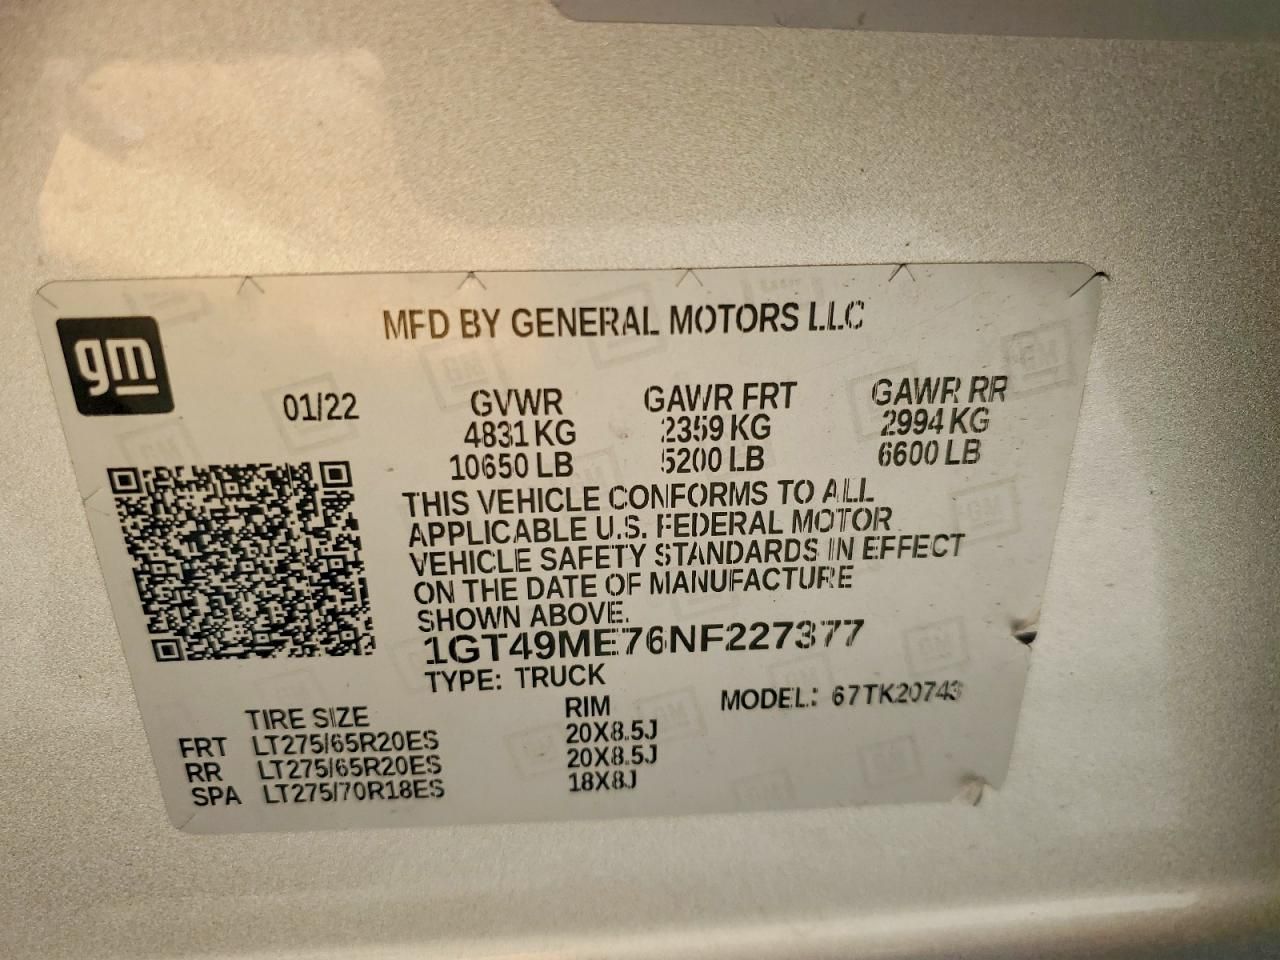 MFD BY GENERAL MOTORS LLC
gm
01/22 GVWR GAWR FRT GAWR RR
4831 KG 2359 KG 2994 KG
10650 LB 5200 LB 6600 LB
THIS VEHICLE CONFORMS TO ALL
APPLICABLE U.S. FEDERAL MOTOR
VEHICLE SAFETY STANDARDS IN EFFECT
ON THE DATE OF MANUFACTURE
SHOWN ABOVE.
1GT49ME76NF227377
TYPE: TRUCK
MODEL: 67TK20743
TIRE SIZE RIM
FRT LT275/65R20ES 20X8.5J
RR LT275/65R20ES 20X8.5J
SPA LT275/70R18ES 18X8J